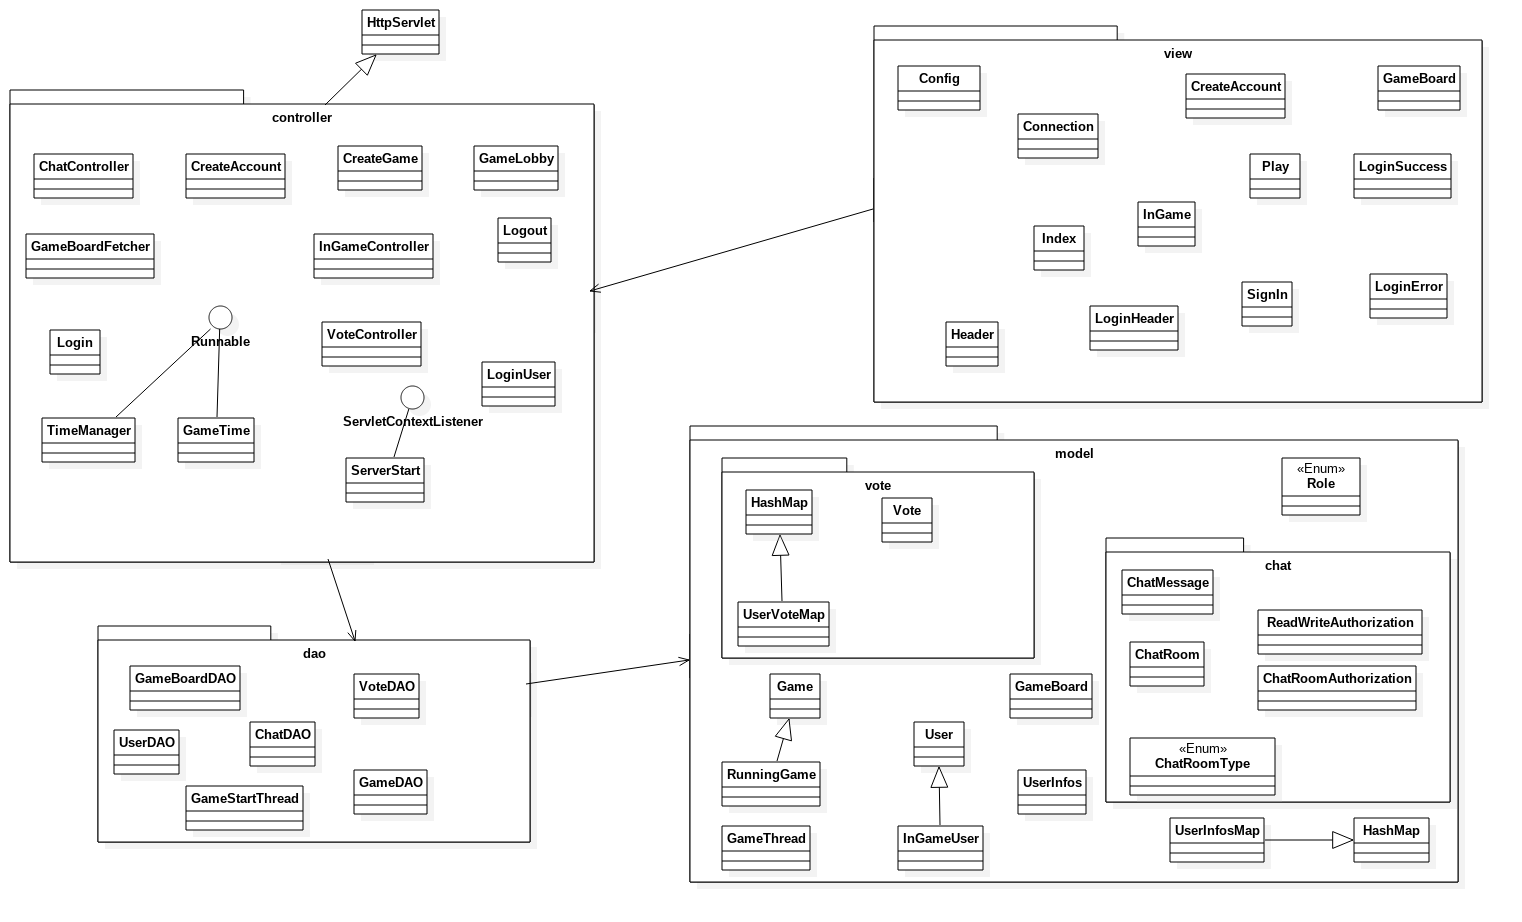 HttpServlet
controller
ChatController
CreateAccount
CreateGame
GameLobby
GameBoardFetcher
InGameController
Logout
Runnable
Login
VoteController
LoginUser
ServletContextListener
TimeManager
GameTime
ServerStart
view
Config
CreateAccount
GameBoard
Connection
Play
LoginSuccess
InGame
Index
SignIn
LoginError
LoginHeader
Header
dao
GameBoardDAO
VoteDAO
UserDAO
ChatDAO
GameDAO
GameStartThread
model
vote
HashMap
Vote
UserVoteMap
«Enum»
Role
chat
ChatMessage
ReadWriteAuthorization
ChatRoom
ChatRoomAuthorization
«Enum»
ChatRoomType
Game
GameBoard
User
RunningGame
UserInfos
GameThread
InGameUser
UserInfosMap
HashMap